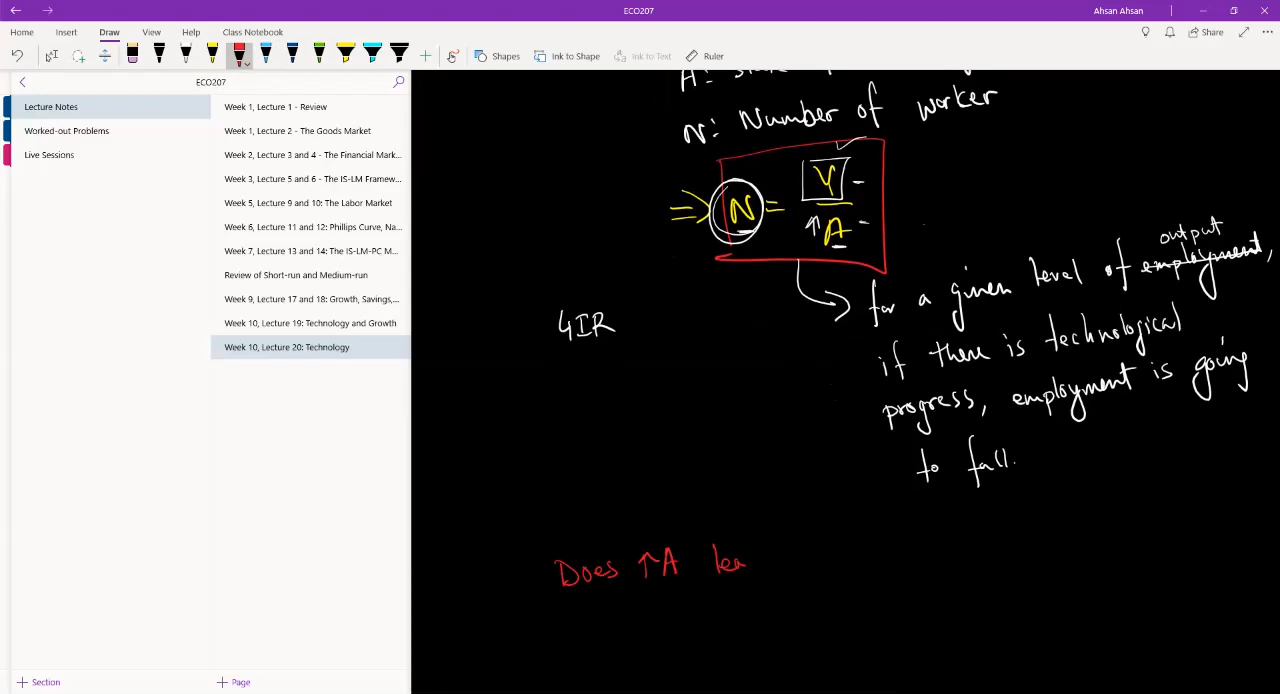 ECO207
Ahsan Ahsan
Home Insert Draw View Help Class Notebook
Share
Shapes Ink to Shape Ink to Text Ruler
ECO207
Lecture Notes
Worked-out Problems
Live Sessions
Week 1, Lecture 1 - Review
Week 1, Lecture 2 - The Goods Market
Week 2, Lecture 3 and 4 - The Financial Mark...
Week 3, Lecture 5 and 6 - The IS-LM Framew...
Week 5, Lecture 9 and 10: The Labor Market
Week 6, Lecture 11 and 12: Phillips Curve, Na...
Week 7, Lecture 13 and 14: The IS-LM-PC M...
Review of Short-run and Medium-run
Week 9, Lecture 17 and 18: Growth, Savings,...
Week 10, Lecture 19: Technology and Growth
Week 10, Lecture 20: Technology
+ Section
+ Page
A:
N: Number of worker
⇒ N = Y
↑ A
4IR
output
for a given level of employment,
if there is technological
progress, employment is going
to fall.
Does ↑A lea